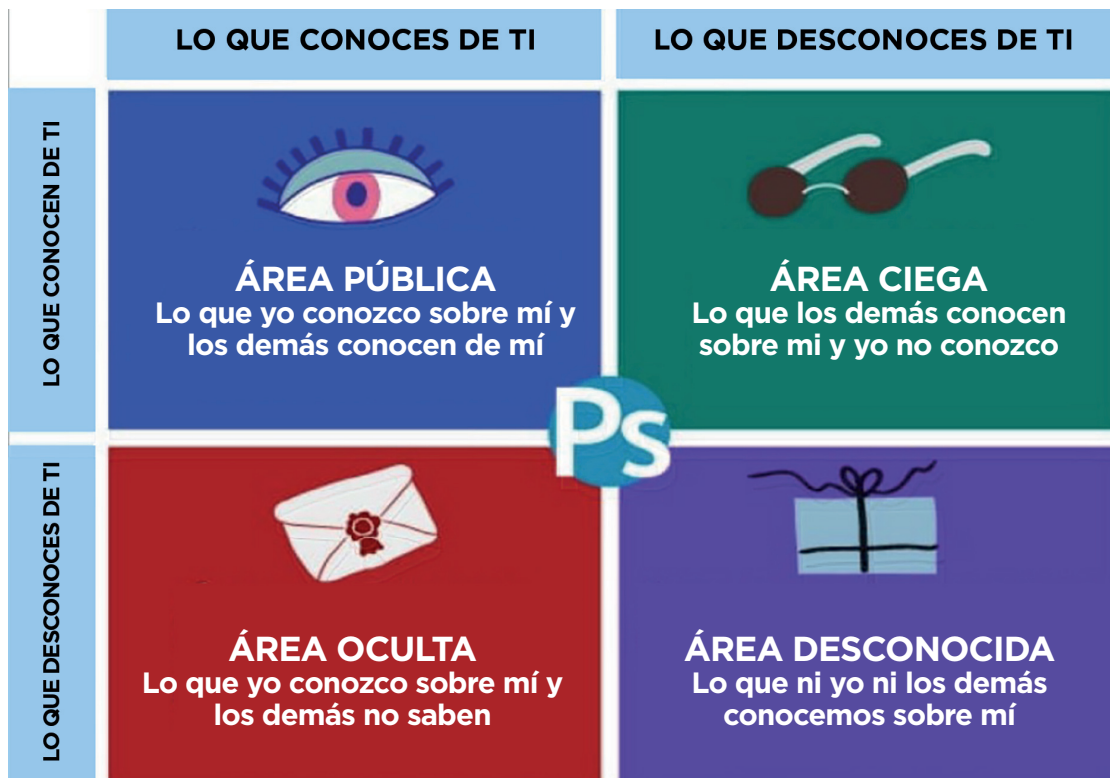 LO QUE CONOCES DE TI
LO QUE DESCONOCES DE TI
LO QUE CONOCEN DE TI
ÁREA PÚBLICA
Lo que yo conozco sobre mí y
los demás conocen de mí
ÁREA CIEGA
Lo que los demás conocen
sobre mi y yo no conozco
Ps
LO QUE DESCONOCES DE TI
ÁREA OCULTA
Lo que yo conozco sobre mí y
los demás no saben
ÁREA DESCONOCIDA
Lo que ni yo ni los demás
conocemos sobre mí